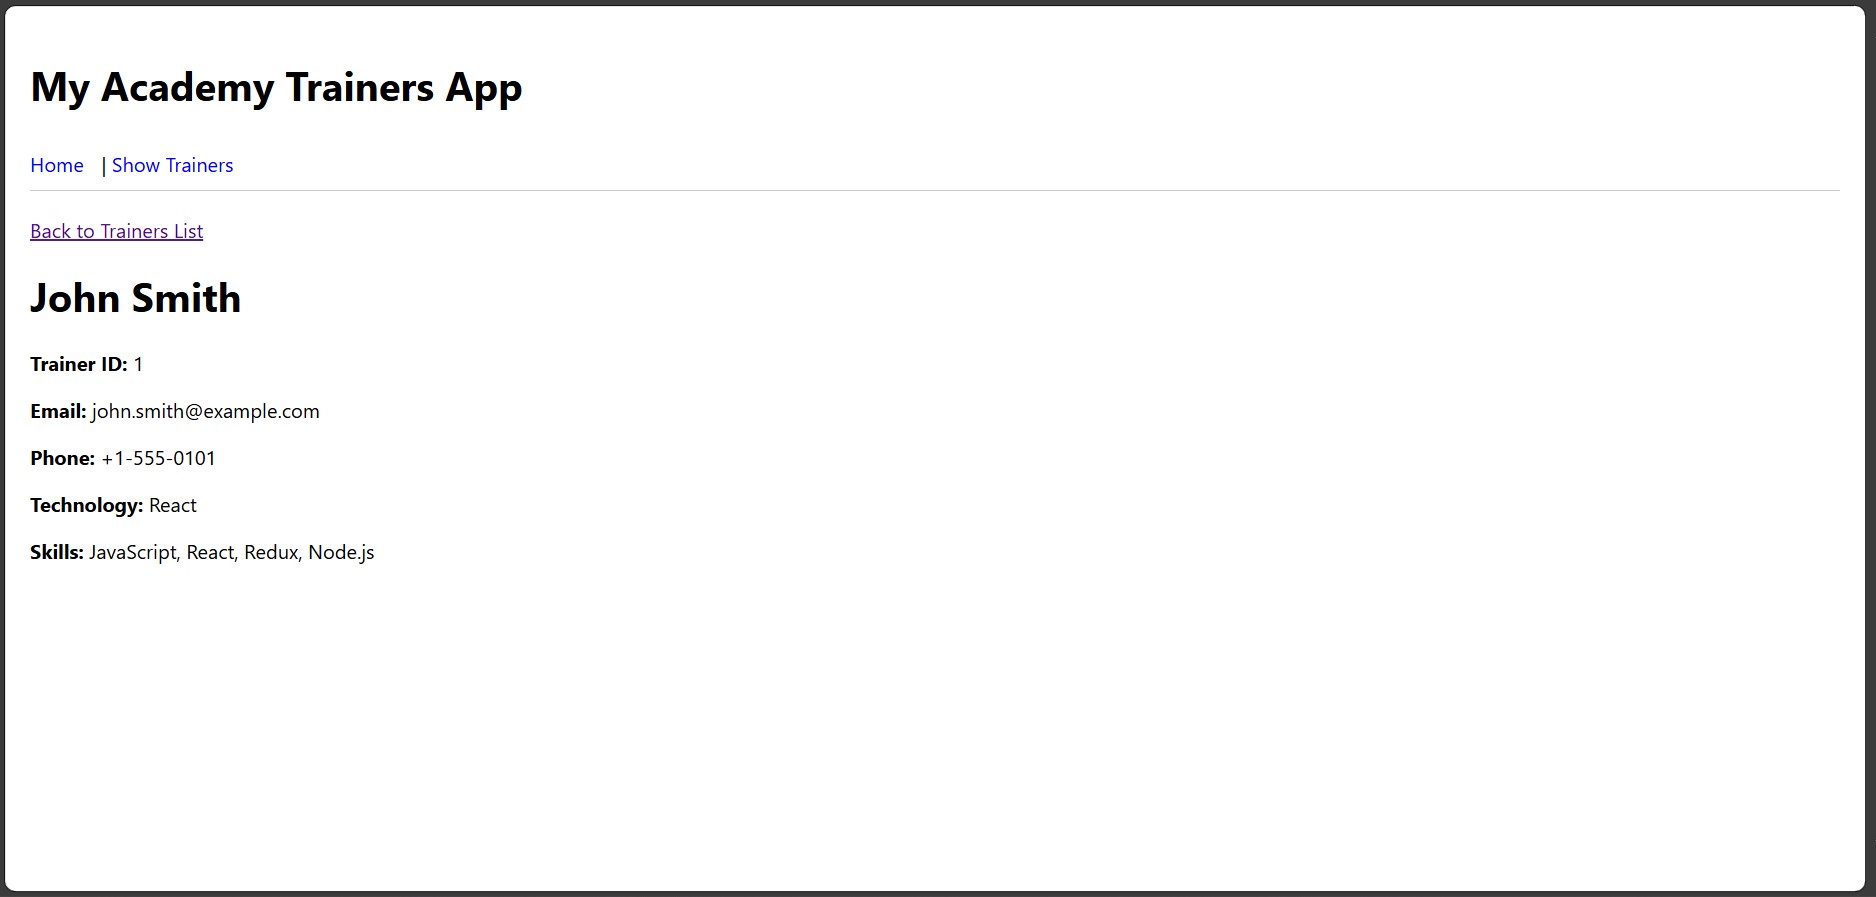 My Academy Trainers App
Home | Show Trainers
Back to Trainers List
John Smith
Trainer ID: 1
Email: john.smith@example.com
Phone: +1-555-0101
Technology: React
Skills: JavaScript, React, Redux, Node.js